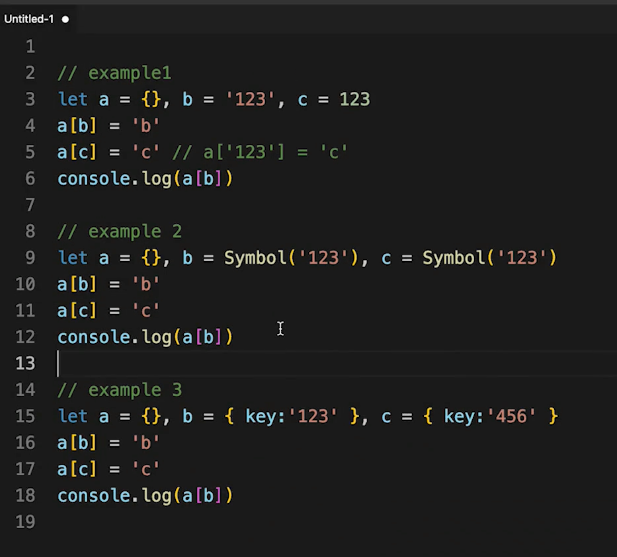 Untitled-1
1
2 // example1
3 let a = {}, b = '123', c = 123
4 a[b] = 'b'
5 a[c] = 'c' // a['123'] = 'c'
6 console.log(a[b])
7
8 // example 2
9 let a = {}, b = Symbol('123'), c = Symbol('123')
10 a[b] = 'b'
11 a[c] = 'c'
12 console.log(a[b])
13
14 // example 3
15 let a = {}, b = { key:'123' }, c = { key:'456' }
16 a[b] = 'b'
17 a[c] = 'c'
18 console.log(a[b])
19